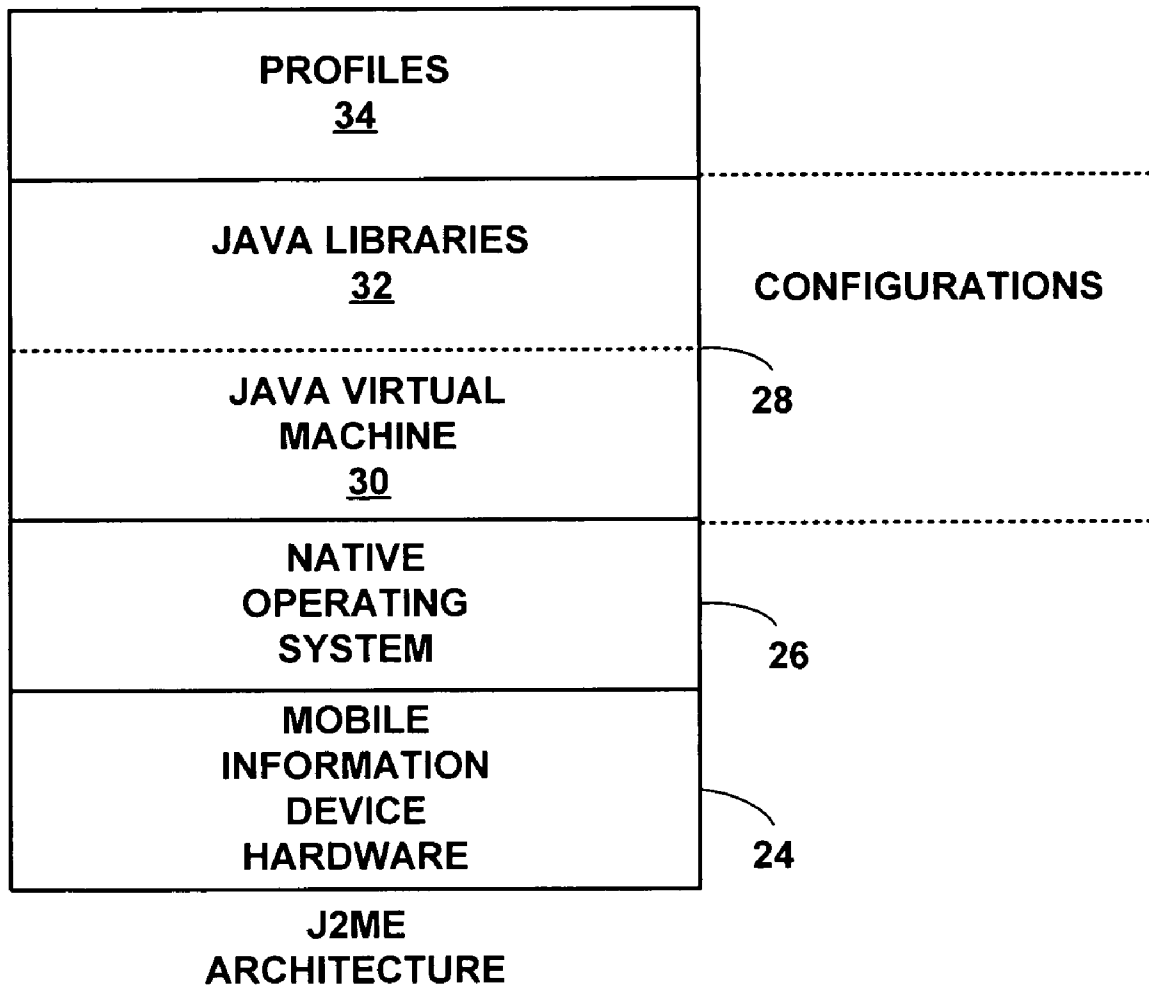 PROFILES
34
JAVA LIBRARIES
32
CONFIGURATIONS
28
JAVA VIRTUAL
MACHINE
30
NATIVE
OPERATING
SYSTEM
26
MOBILE
INFORMATION
DEVICE
HARDWARE
24
J2ME
ARCHITECTURE